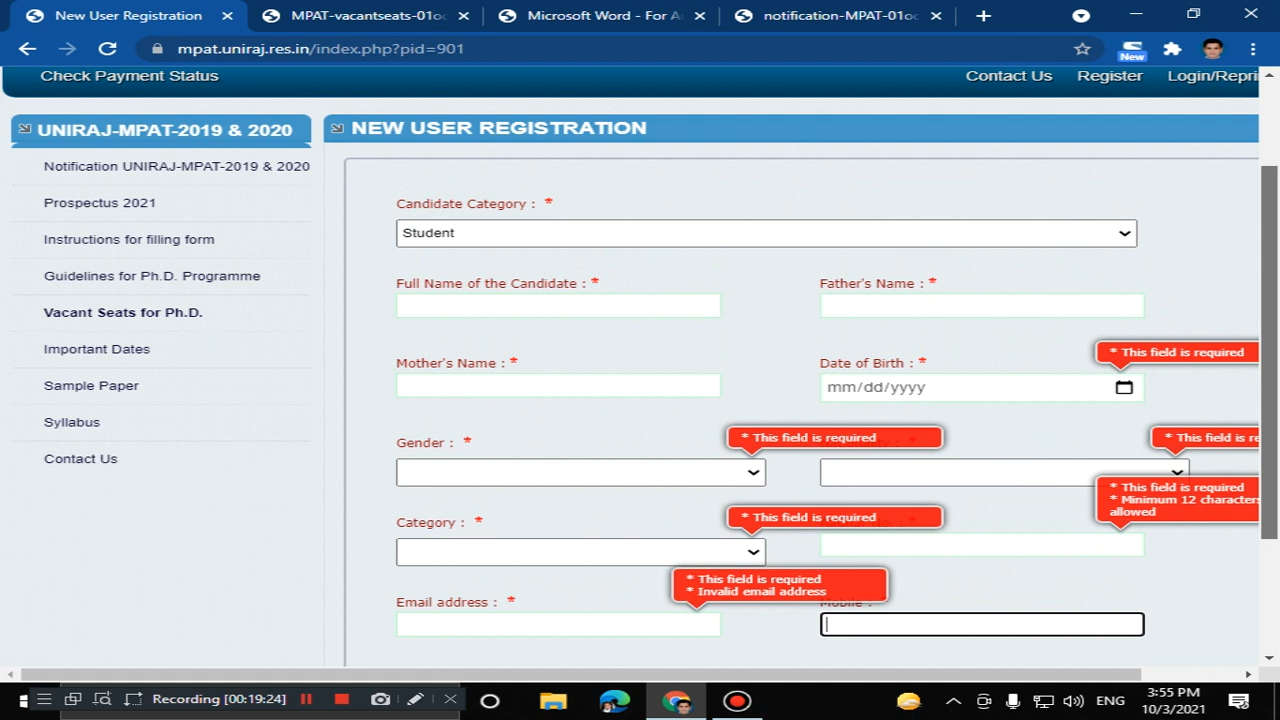 New User Registration
MPAT-vacantseats-01oc
Microsoft Word - For A
notification-MPAT-01oc
mpat.uniraj.res.in/index.php?pid=901
New
Check Payment Status
Contact Us
Register
Login/Repri
UNIRAJ-MPAT-2019 & 2020
Notification UNIRAJ-MPAT-2019 & 2020
Prospectus 2021
Instructions for filling form
Guidelines for Ph.D. Programme
Vacant Seats for Ph.D.
Important Dates
Sample Paper
Syllabus
Contact Us
NEW USER REGISTRATION
Candidate Category : *
Student
Full Name of the Candidate : *
Father's Name : *
Mother's Name : *
Date of Birth : *
* This field is required
mm/dd/yyyy
Gender : *
* This field is required
* This field is re
Category : *
* This field is required
* This field is required
* Minimum 12 characters
allowed
Email address : *
* This field is required
* Invalid email address
Mobile :
Recording [00:19:24]
ENG
3:55 PM
10/3/2021